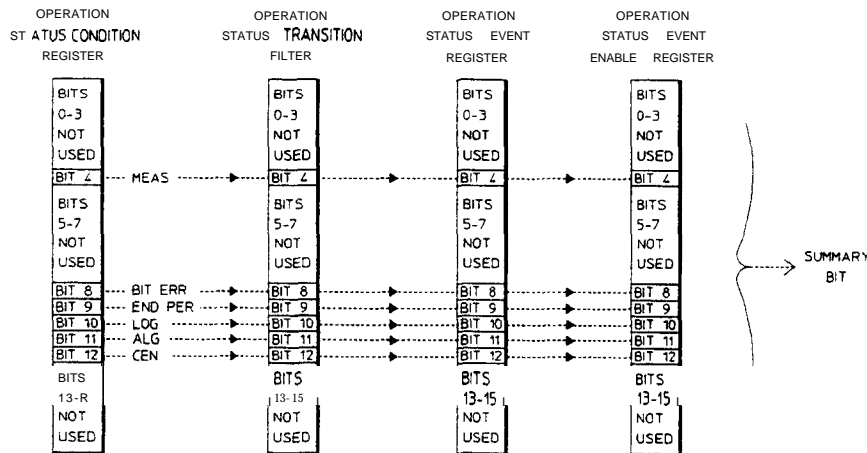 OPERATION
ST ATUS CONDITION
REGISTER
BITS
0-3
NOT
USED
BIT 4
BITS
5-7
NOT
USED
BIT 8
BIT 9
BIT 10
BIT 11
BIT 12
BITS
13-R
NOT
USED
MEAS
BIT ERR
END PER
LOG
ALG
CEN
OPERATION
STATUS TRANSITION
FILTER
BITS
0-3
NOT
USED
BIT 4
BITS
5-7
NOT
USED
BIT 8
BIT 9
BIT 10
BIT 11
BIT 12
BITS
13-15
NOT
USED
OPERATION
STATUS EVENT
REGISTER
BITS
0-3
NOT
USED
BIT 4
BITS
5-7
NOT
USED
BIT 8
BIT 9
BIT 10
BIT 11
BIT 12
BITS
13-15
NOT
USED
OPERATION
STATUS EVENT
ENABLE REGISTER
BITS
0-3
NOT
USED
BIT 4
BITS
5-7
NOT
USED
BIT 8
BIT 9
BIT 10
BIT 11
BIT 12
BITS
13-15
NOT
USED
SUMMARY
BIT